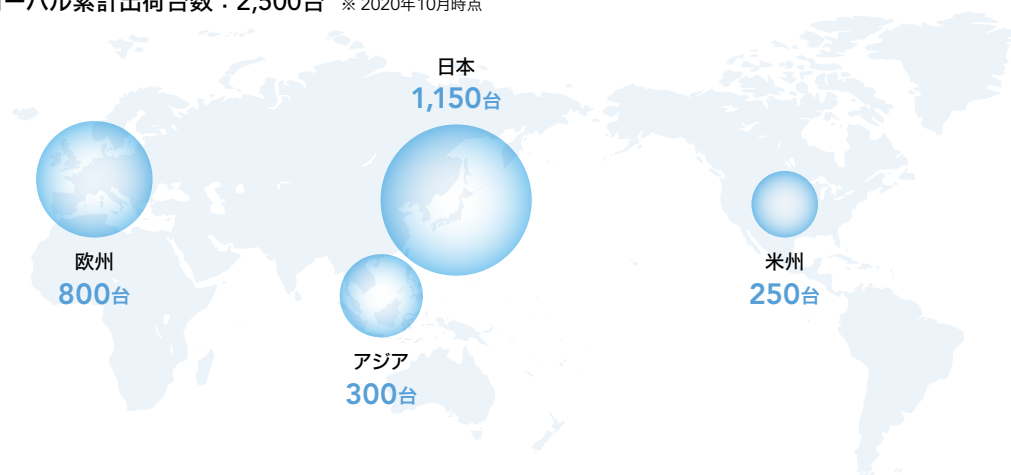 ーバル累計出荷台数：2,500台 ※ 2020年10月時点
日本
1,150台
欧州
800台
米州
250台
アジア
300台